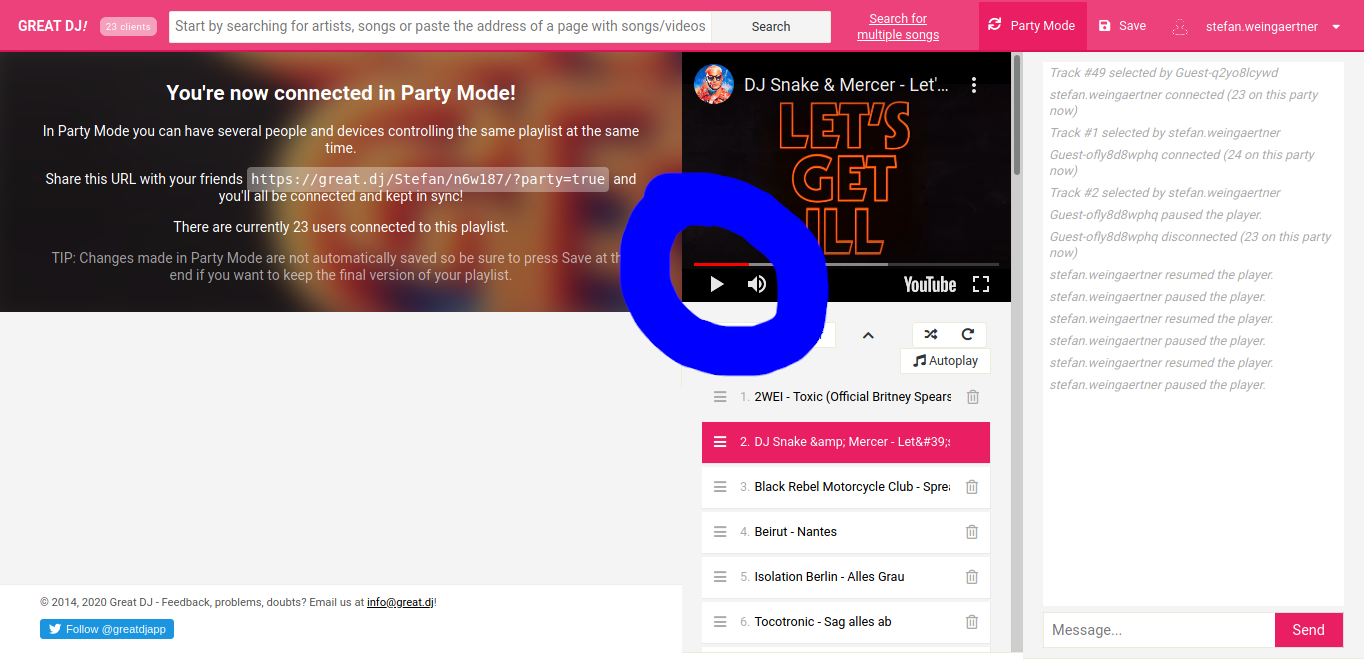 GREAT DJ!
23 clients
Start by searching for artists, songs or paste the address of a page with songs/videos
Search
Search for
multiple songs
Party Mode
Save
stefan.weingaertner
You're now connected in Party Mode!
In Party Mode you can have several people and devices controlling the same playlist at the same
time.
Share this URL with your friends https://great.dj/Stefan/n6w187/?party=true and
you'll all be connected and kept in sync!
There are currently 23 users connected to this playlist.
TIP: Changes made in Party Mode are not automatically saved so be sure to press Save at th
end if you want to keep the final version of your playlist.
© 2014, 2020 Great DJ - Feedback, problems, doubts? Email us at info@great.dj!
Follow @greatdjapp
DJ Snake & Mercer - Let'...
LET'S
GET
ILL
YouTube
Autoplay
1. 2WEI - Toxic (Official Britney Spears
2. DJ Snake &amp; Mercer - Let&#39;s
3. Black Rebel Motorcycle Club - Sprea
4. Beirut - Nantes
5. Isolation Berlin - Alles Grau
6. Tocotronic - Sag alles ab
Track #49 selected by Guest-q2yo8lcywd
stefan.weingaertner connected (23 on this party
now)
Track #1 selected by stefan.weingaertner
Guest-ofly8d8wphq connected (24 on this party
now)
Track #2 selected by stefan.weingaertner
Guest-ofly8d8wphq paused the player.
Guest-ofly8d8wphq disconnected (23 on this party
now)
stefan.weingaertner resumed the player.
stefan.weingaertner paused the player.
stefan.weingaertner resumed the player.
stefan.weingaertner paused the player.
stefan.weingaertner resumed the player.
stefan.weingaertner paused the player.
Message...
Send